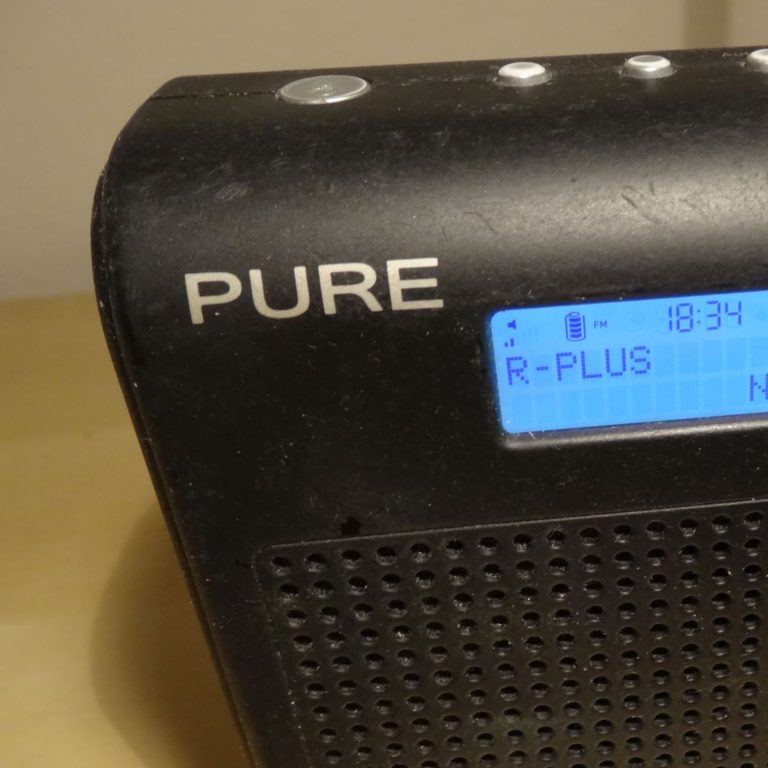 PURE
FM 18:34
R-PLUS
N